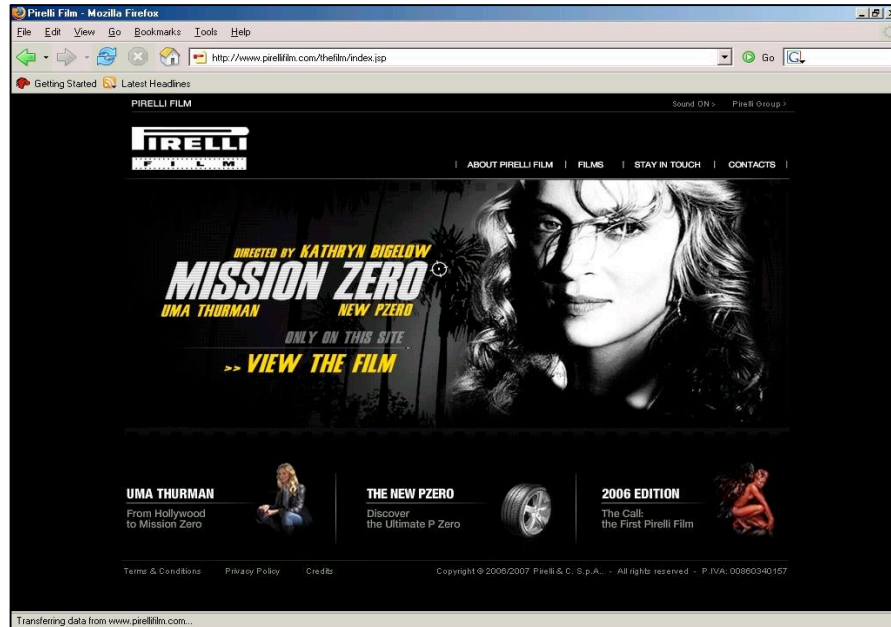 Pirelli Film - Mozilla Firefox
File Edit View Go Bookmarks Tools Help
http://www.pirellifilm.com/thefilm/index.jsp Go G
Getting Started Latest Headlines
PIRELLI FILM Sound ON > Pirelli Group >
PIRELLI
FILM
| ABOUT PIRELLI FILM | FILMS | STAY IN TOUCH | CONTACTS |
DIRECTED BY KATHRYN BIGELOW
MISSION ZERO
UMA THURMAN NEW PZERO
ONLY ON THIS SITE
>> VIEW THE FILM
UMA THURMAN
From Hollywood
to Mission Zero
THE NEW PZERO
Discover
the Ultimate P Zero
2006 EDITION
The Call:
the First Pirelli Film
Terms & Conditions Privacy Policy Credits Copyright © 2006/2007 Pirelli & C. S.p.A.. - All rights reserved - P.IVA: 00860340157
Transferring data from www.pirellifilm.com...